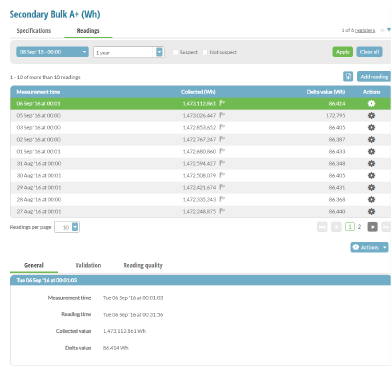 Secondary Bulk A+ (Wh)
Specifications Readings 1 of 6 registers
08 Sep '15 - 00:00 1 year Suspect Not suspect Apply Clear all
1 - 10 of more than 10 readings Add reading
Measurement time Collected (Wh) Delta value (Wh) Actions
06 Sep '16 at 00:01 1,473,112,861 86,414
05 Sep '16 at 00:00 1,473,026,447 172,795
03 Sep '16 at 00:00 1,472,853,652 86,405
02 Sep '16 at 00:00 1,472,767,247 86,387
01 Sep '16 at 00:01 1,472,680,860 86,433
31 Aug '16 at 00:00 1,472,594,427 86,348
30 Aug '16 at 00:01 1,472,508,079 86,405
29 Aug '16 at 00:01 1,472,421,674 86,431
28 Aug '16 at 00:00 1,472,335,243 86,368
27 Aug '16 at 00:01 1,472,248,875 86,440
Readings per page 10 1 2
Actions
General Validation Reading quality
Tue 06 Sep '16 at 00:01:03
Measurement time Tue 06 Sep '16 at 00:01:03
Reading time Tue 06 Sep '16 at 00:31:36
Collected value 1,473,112,861 Wh
Delta value 86,414 Wh